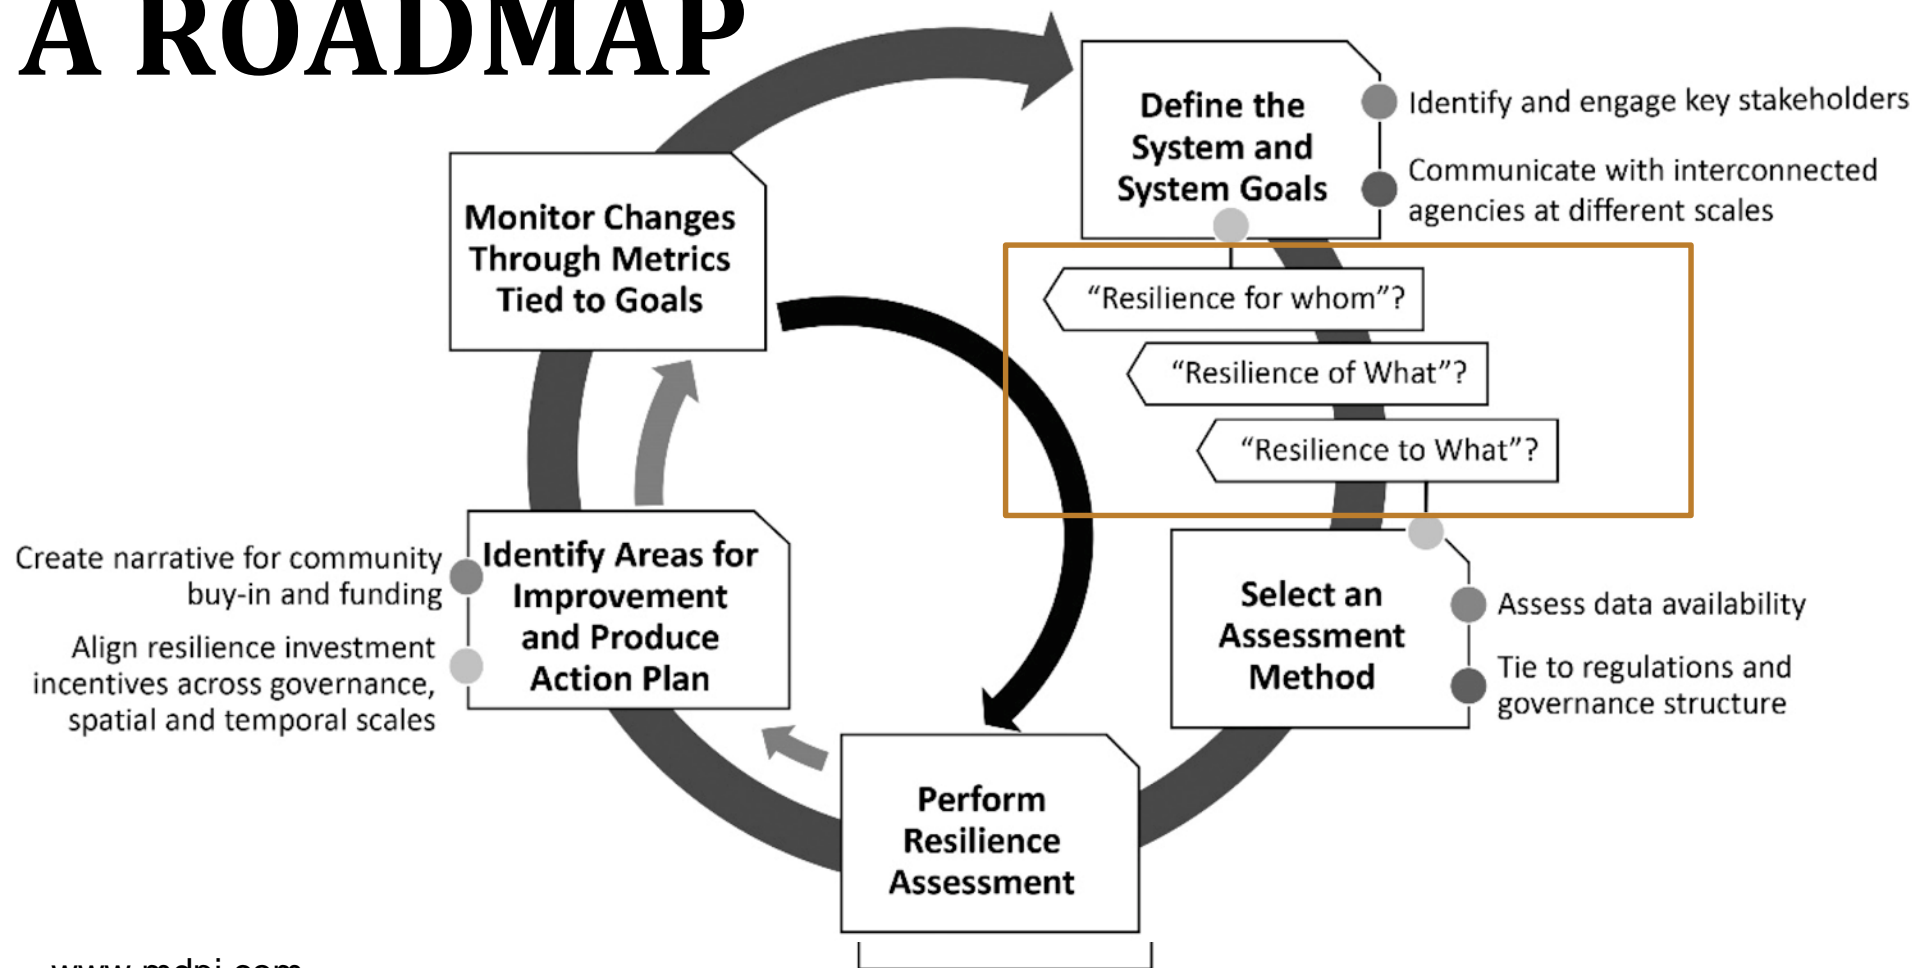 A ROADMAP
Define the
System and
System Goals
Identify and engage key stakeholders
Communicate with interconnected
agencies at different scales
Monitor Changes
Through Metrics
Tied to Goals
“Resilience for whom”?
“Resilience of What”?
“Resilience to What”?
Create narrative for community
buy-in and funding
Align resilience investment
incentives across governance,
spatial and temporal scales
Identify Areas for
Improvement
and Produce
Action Plan
Select an
Assessment
Method
Assess data availability
Tie to regulations and
governance structure
Perform
Resilience
Assessment
www.mdpi.com